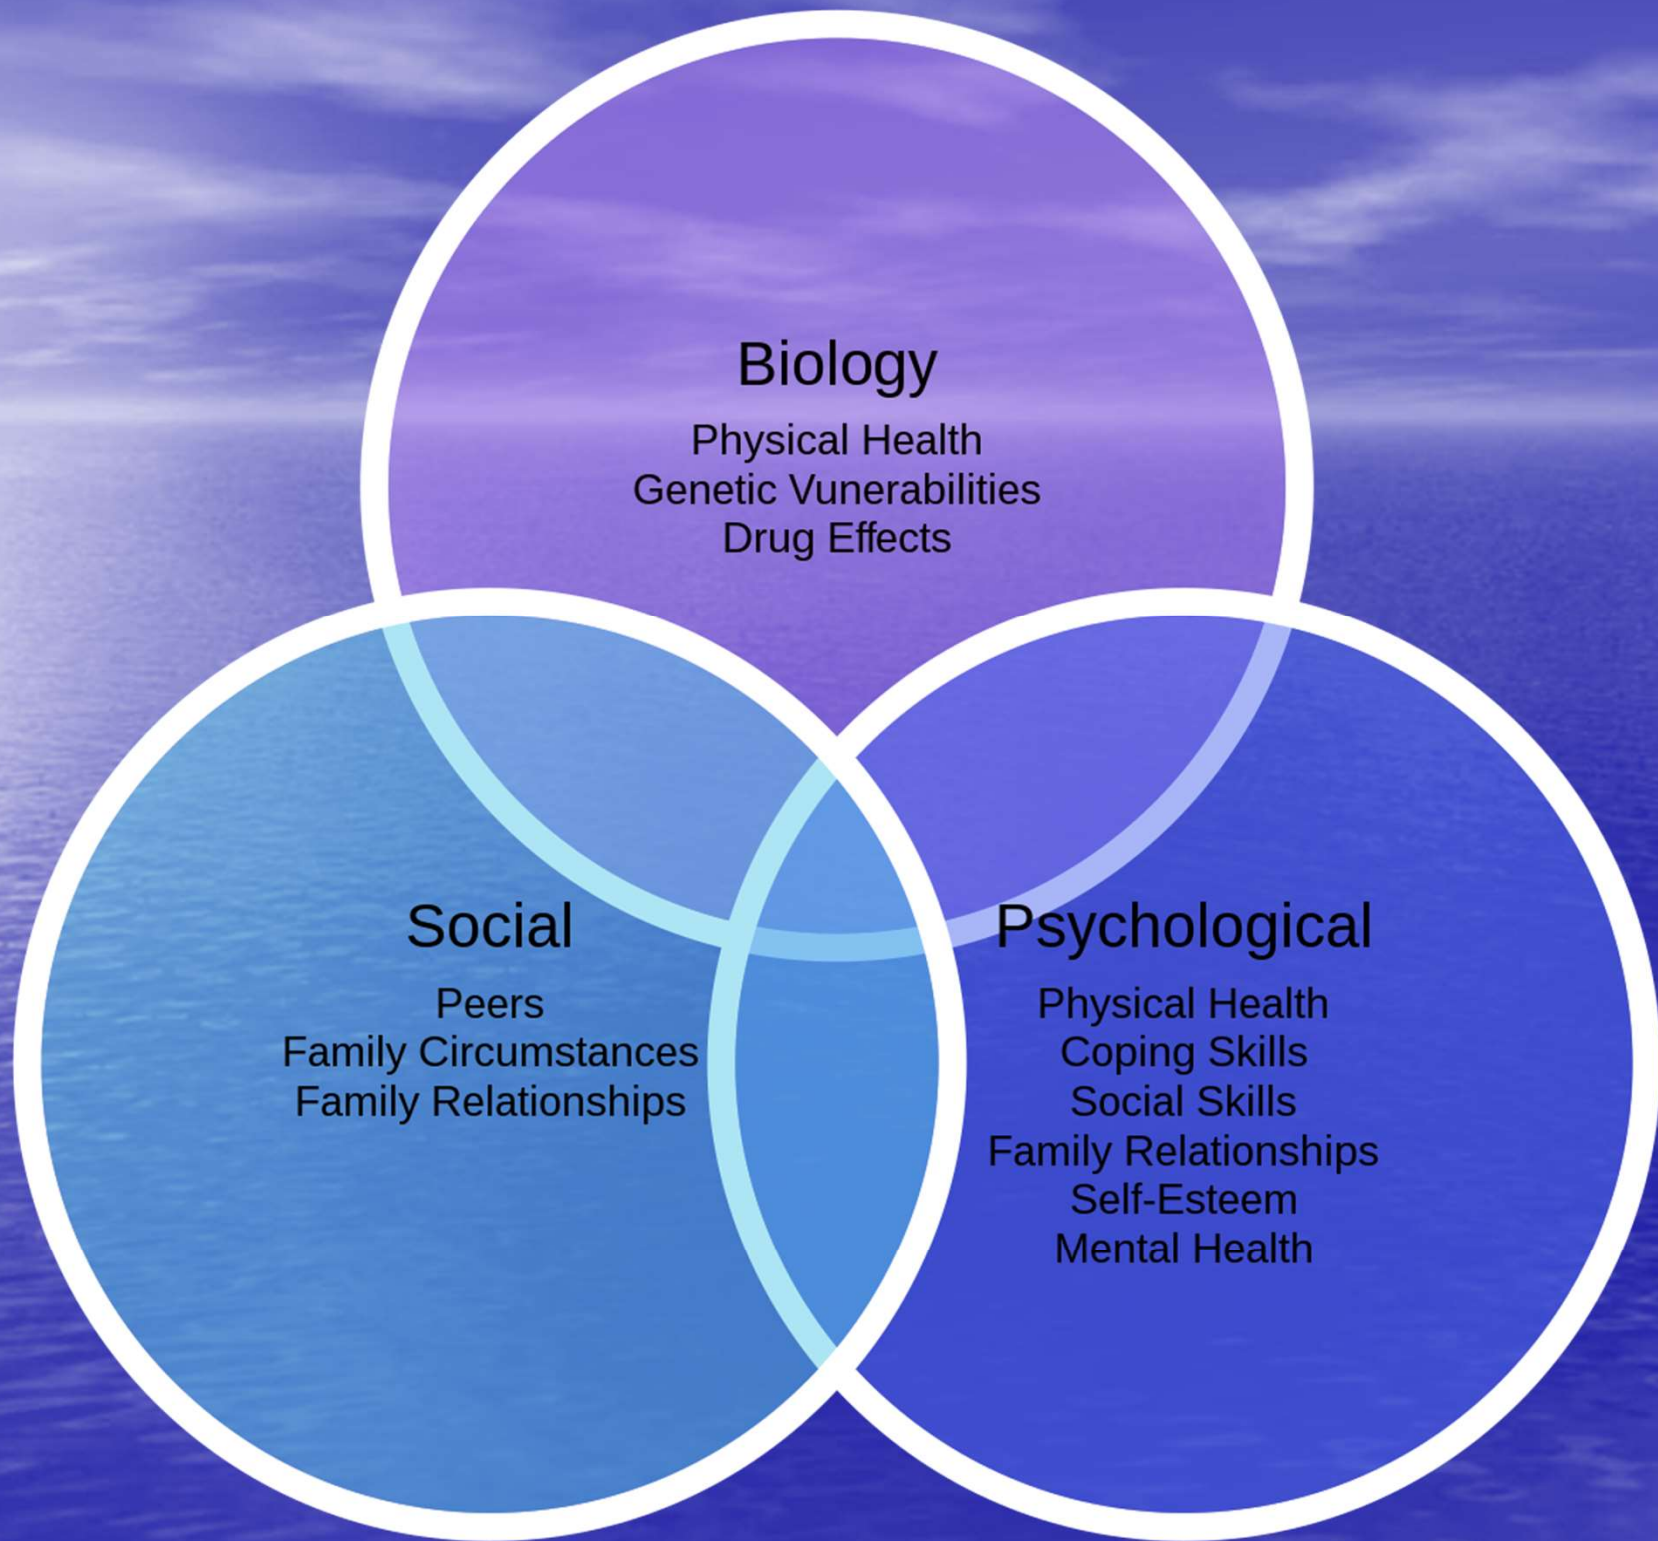 Biology
Physical Health
Genetic Vunerabilities
Drug Effects
Social
Peers
Family Circumstances
Family Relationships
Psychological
Physical Health
Coping Skills
Social Skills
Family Relationships
Self-Esteem
Mental Health